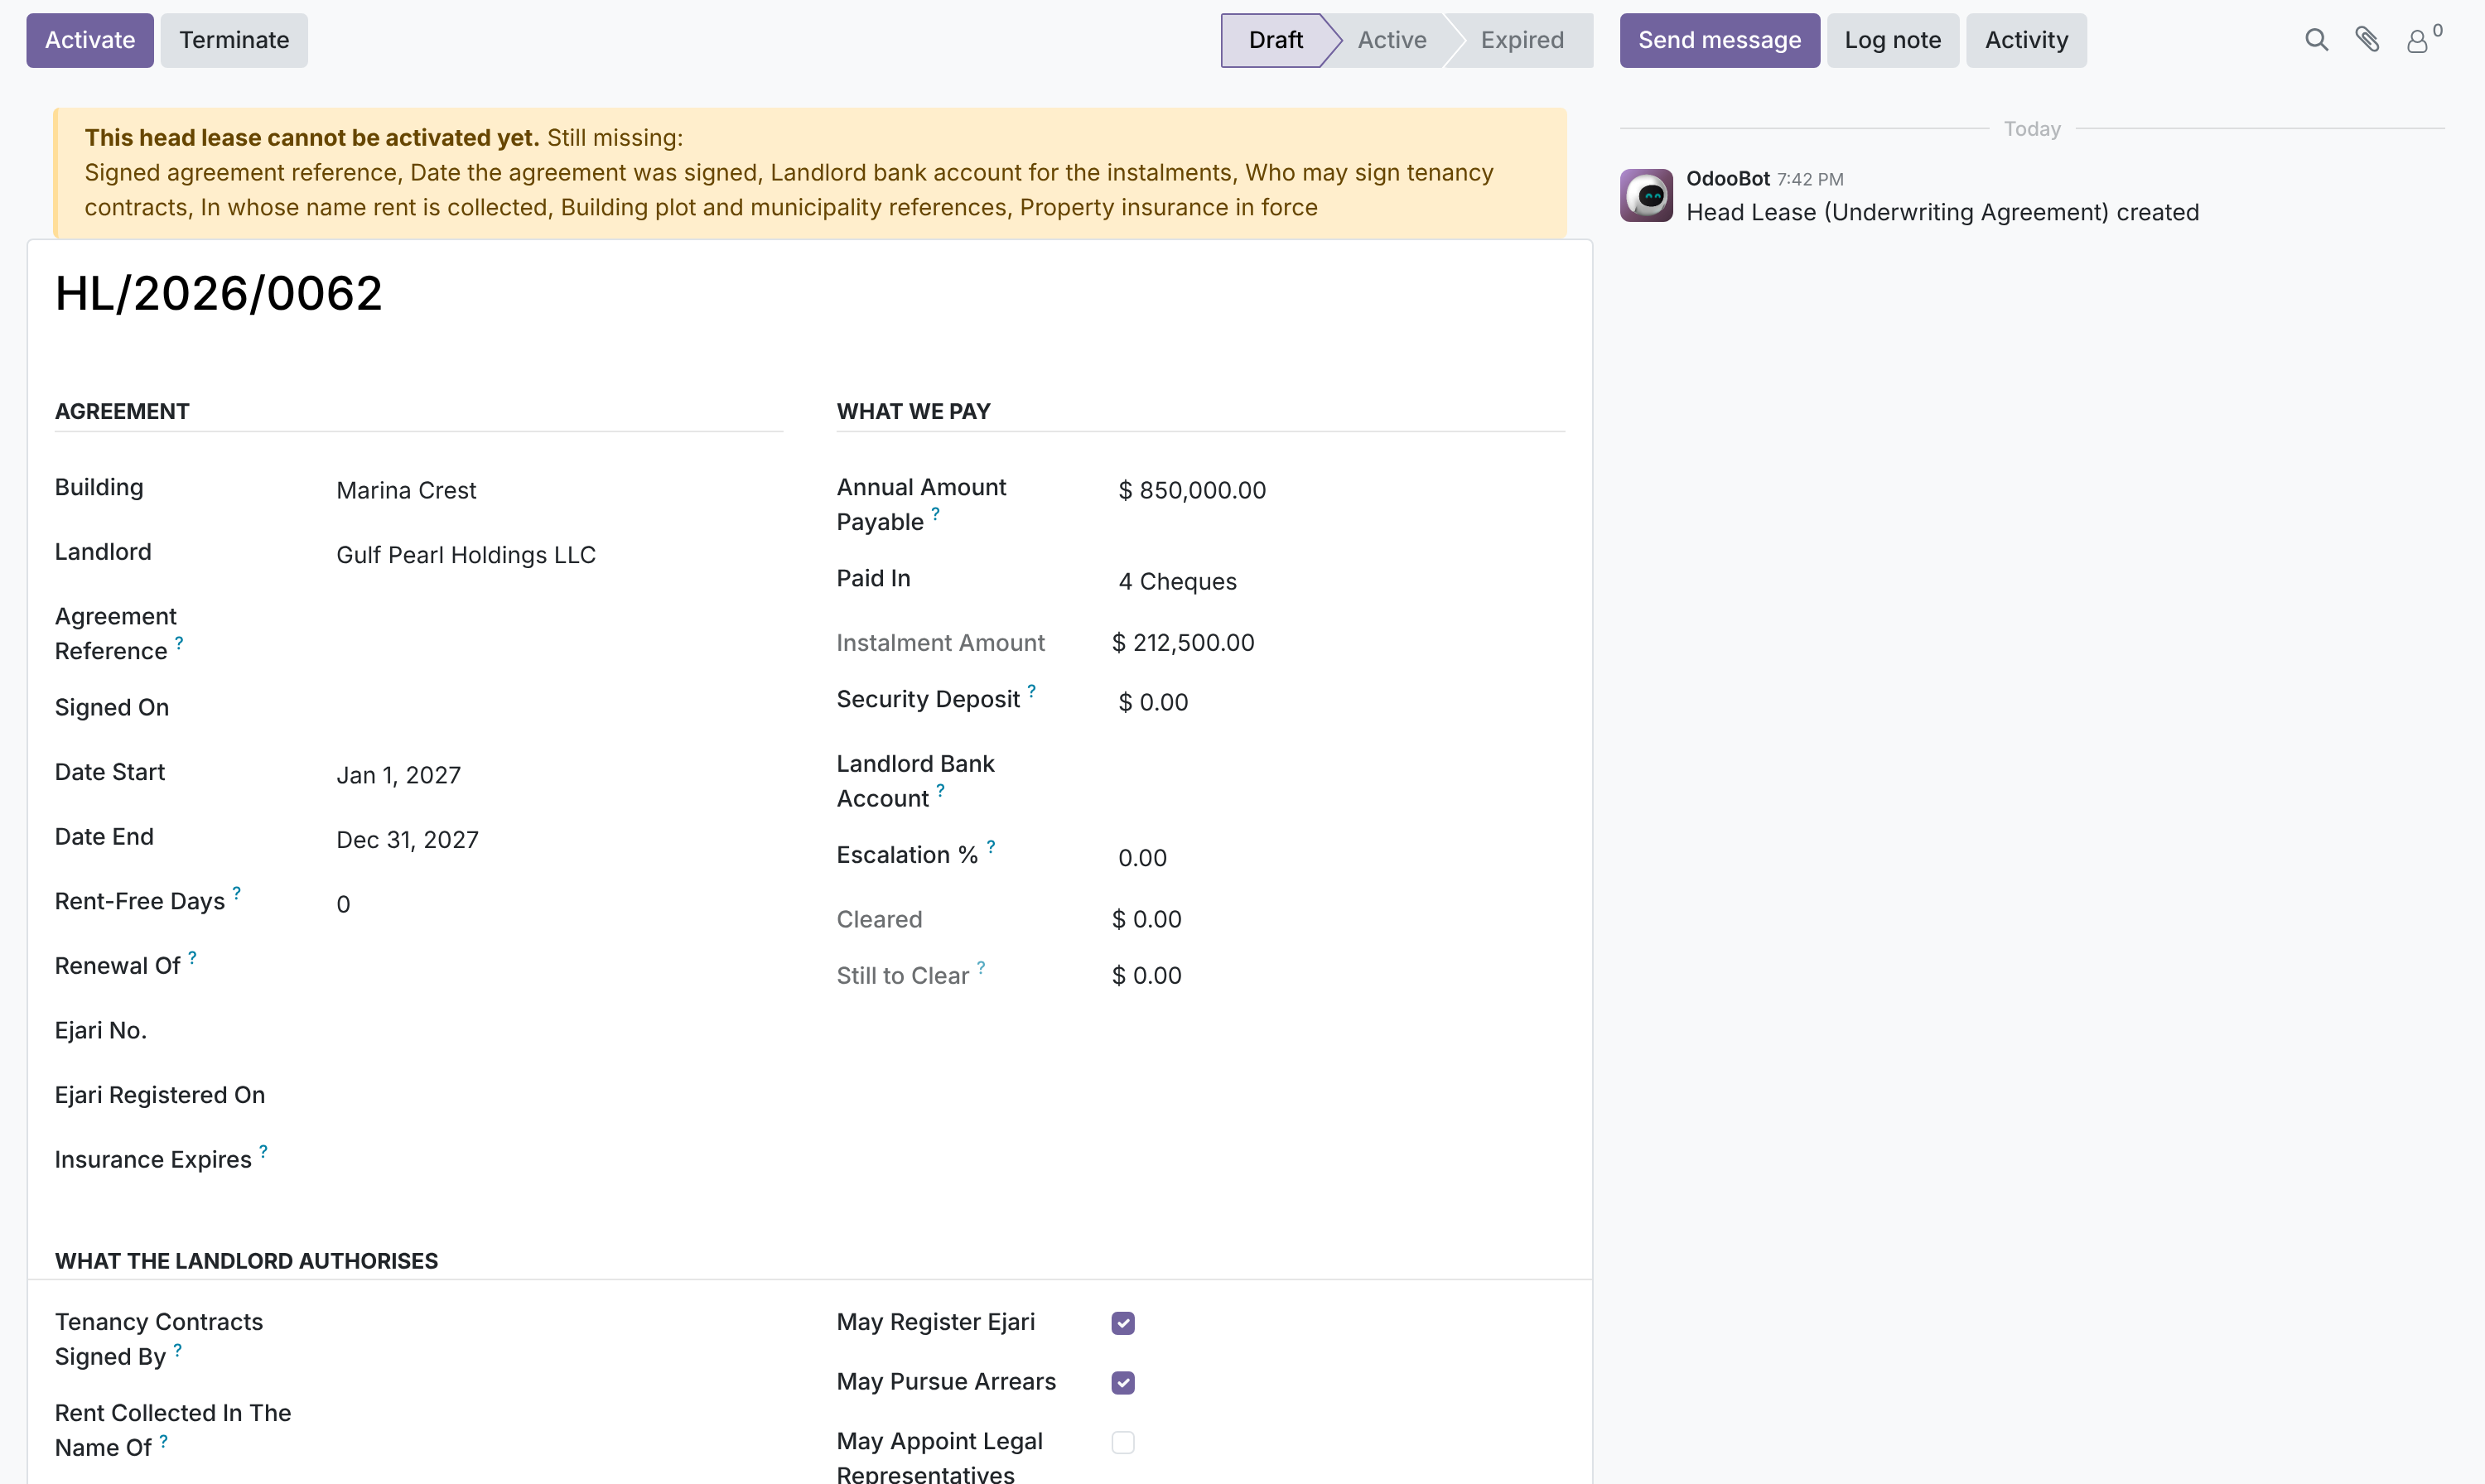 Activate
Terminate
Draft
Active
Expired
Send message
Log note
Activity
0
This head lease cannot be activated yet. Still missing:
Signed agreement reference, Date the agreement was signed, Landlord bank account for the instalments, Who may sign tenancy
contracts, In whose name rent is collected, Building plot and municipality references, Property insurance in force
Today
OdooBot 7:42 PM
Head Lease (Underwriting Agreement) created
HL/2026/0062
AGREEMENT
Building
Marina Crest
Landlord
Gulf Pearl Holdings LLC
Agreement
Reference ?
Signed On
Date Start
Jan 1, 2027
Date End
Dec 31, 2027
Rent-Free Days ?
0
Renewal Of ?
Ejari No.
Ejari Registered On
Insurance Expires ?
WHAT WE PAY
Annual Amount
Payable ?
$ 850,000.00
Paid In
4 Cheques
Instalment Amount
$ 212,500.00
Security Deposit ?
$ 0.00
Landlord Bank
Account ?
Escalation % ?
0.00
Cleared
$ 0.00
Still to Clear ?
$ 0.00
WHAT THE LANDLORD AUTHORISES
Tenancy Contracts
Signed By ?
Rent Collected In The
Name Of ?
May Register Ejari
May Pursue Arrears
May Appoint Legal
Representatives